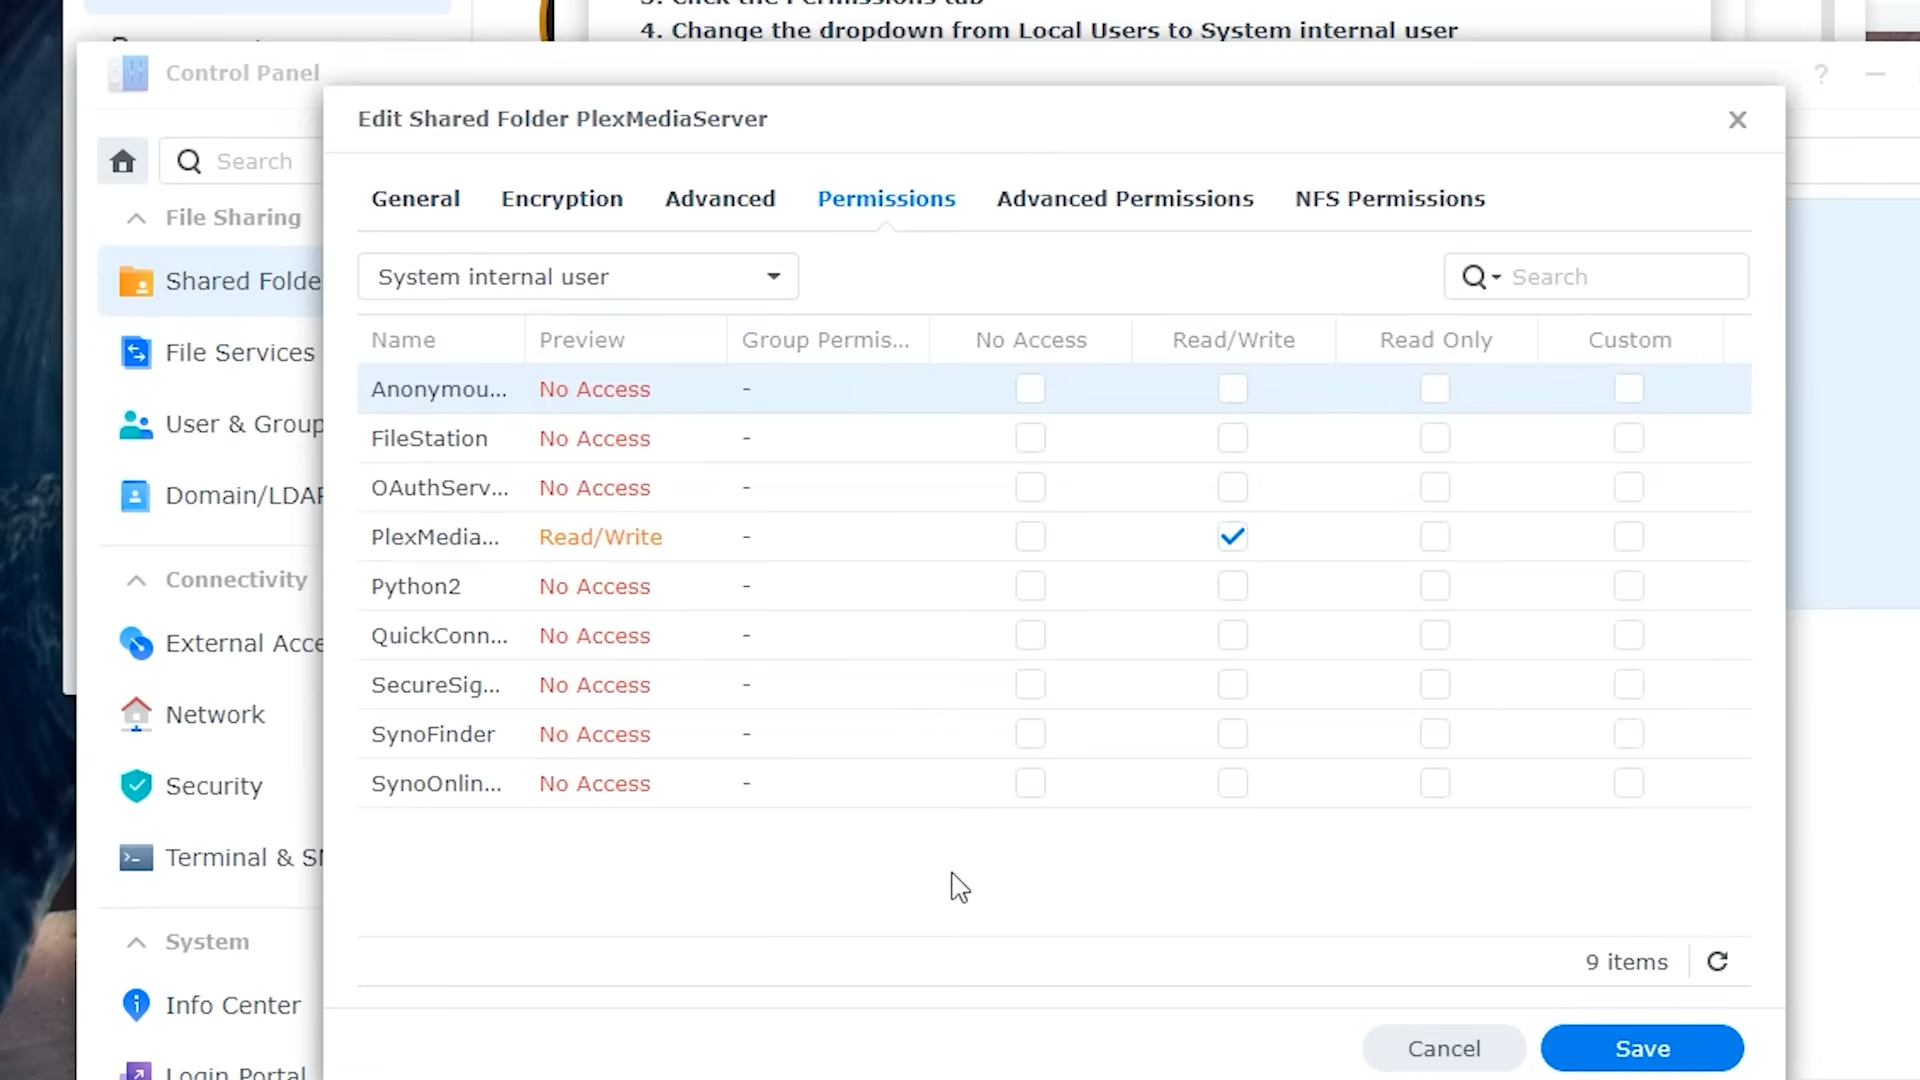 4. Change the dropdown from Local Users to System internal user
Control Panel
?
Edit Shared Folder PlexMediaServer
Search
General
Encryption
Advanced
Permissions
Advanced Permissions
NFS Permissions
File Sharing
System internal user
Search
Shared Folde
Name
Preview
Group Permis...
No Access
Read/Write
Read Only
Custom
File Services
Anonymou...
No Access
-
User & Group
FileStation
No Access
-
Domain/LDAP
OAuthServ...
No Access
-
PlexMedia...
Read/Write
-
Connectivity
Python2
No Access
-
External Acce
QuickConn...
No Access
-
SecureSig...
No Access
-
Network
SynoFinder
No Access
-
Security
SynoOnlin...
No Access
-
Terminal & SN
System
9 items
Info Center
Cancel
Save
Login Portal